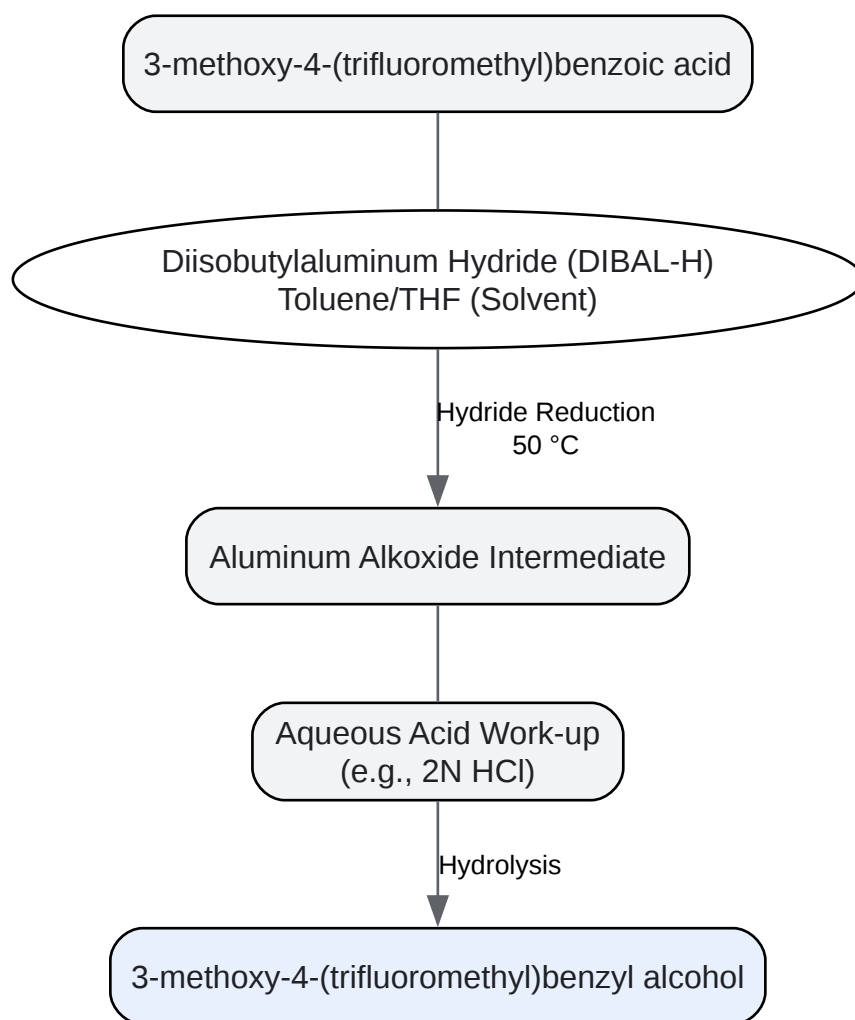 3-methoxy-4-(trifluoromethyl)benzoic acid
Diisobutylaluminum Hydride (DIBAL-H)
Toluene/THF (Solvent)
Hydride Reduction
50 °C
Aluminum Alkoxide Intermediate
Aqueous Acid Work-up
(e.g., 2N HCl)
Hydrolysis
3-methoxy-4-(trifluoromethyl)benzyl alcohol